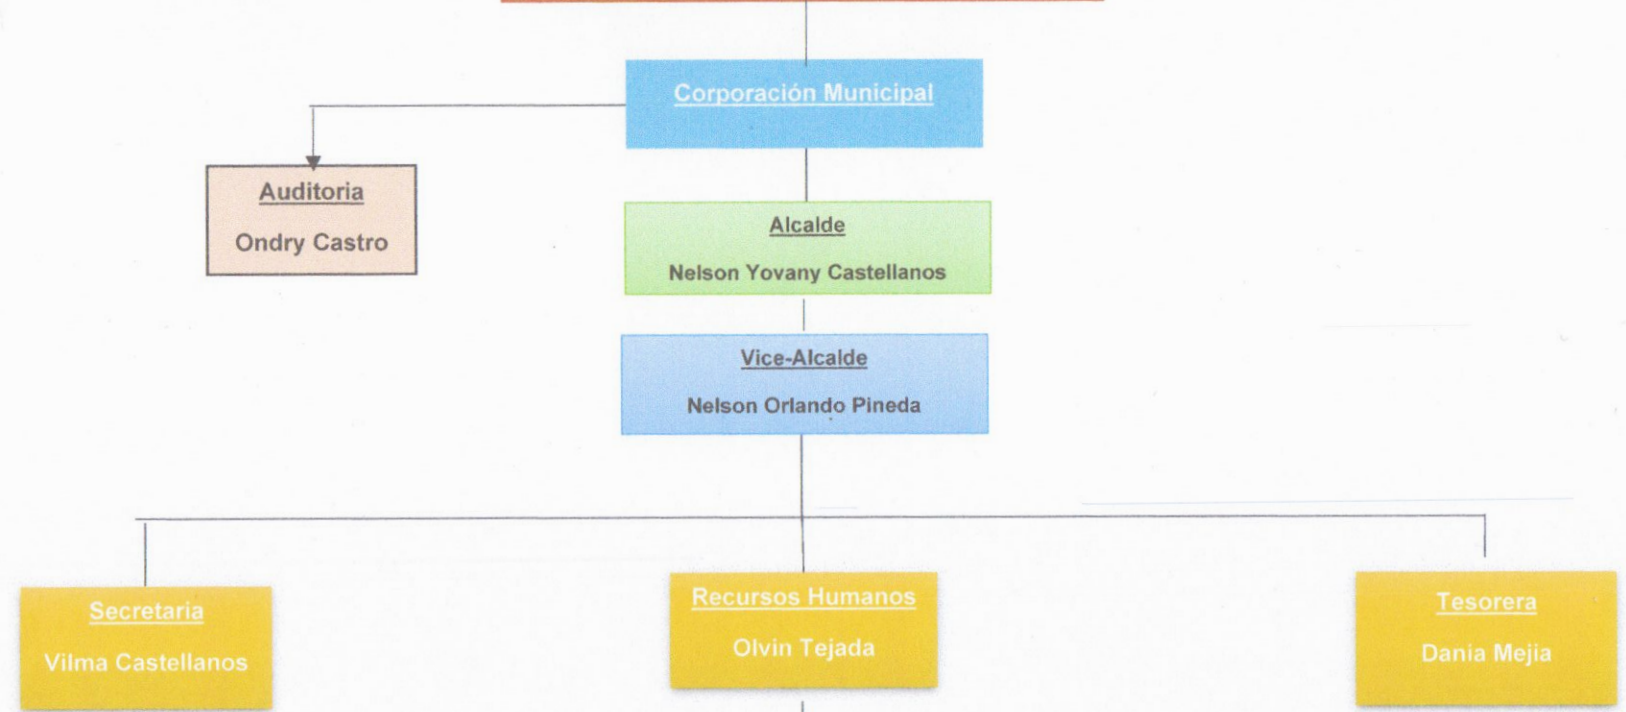 Corporación Municipal
Auditoria
Ondry Castro
Alcalde
Nelson Yovany Castellanos
Vice-Alcalde
Nelson Orlando Pineda
Secretaria
Vilma Castellanos
Recursos Humanos
Olvin Tejada
Tesorera
Dania Mejia